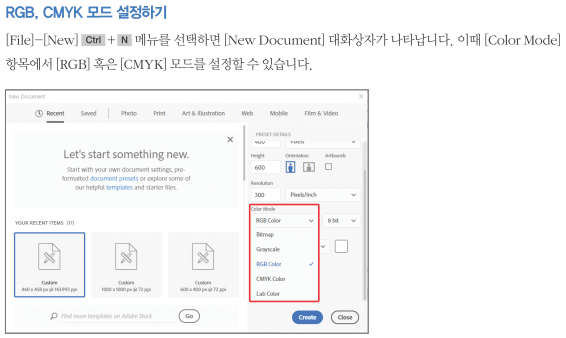 RGB, CMYK 모드 설정하기
[File]-[New] Ctrl + N 메뉴를 선택하면 [New Document] 대화상자가 나타납니다. 이때 [Color Mode]
항목에서 [RGB] 혹은 [CMYK] 모드를 설정할 수 있습니다.
New Document
Recent Saved Photo Print Art & Illustration Web Mobile Film & Video
PRESET DETAILS
400 Pixels
Height Orientation Artboards
600
Resolution
300 Pixels/Inch
Color Mode
RGB Color 8 bit
Bitmap
Grayscale
RGB Color
CMYK Color
Lab Color
Let's start something new.
Start with your own document settings, pre-
formatted document presets or explore some of
our helpful templates and starter files.
YOUR RECENT ITEMS (17)
Custom
460 x 458 px @ 143.993 ppi
Custom
1000 x 1000 px @ 72 ppi
Custom
600 x 400 px @ 72 ppi
Find more templates on Adobe Stock
Go
Create Close